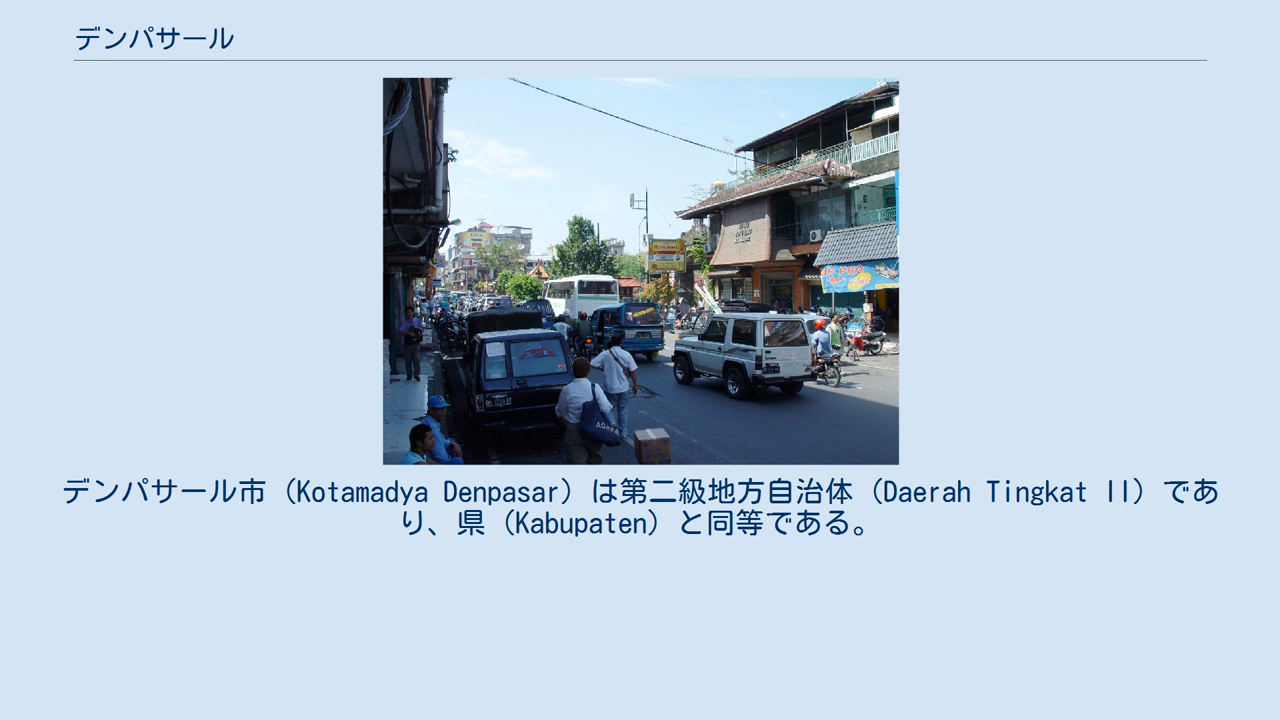 デンパサール
デンパサール市（Kotamadya Denpasar）は第二級地方自治体（Daerah Tingkat II）であ
り、県（Kabupaten）と同等である。